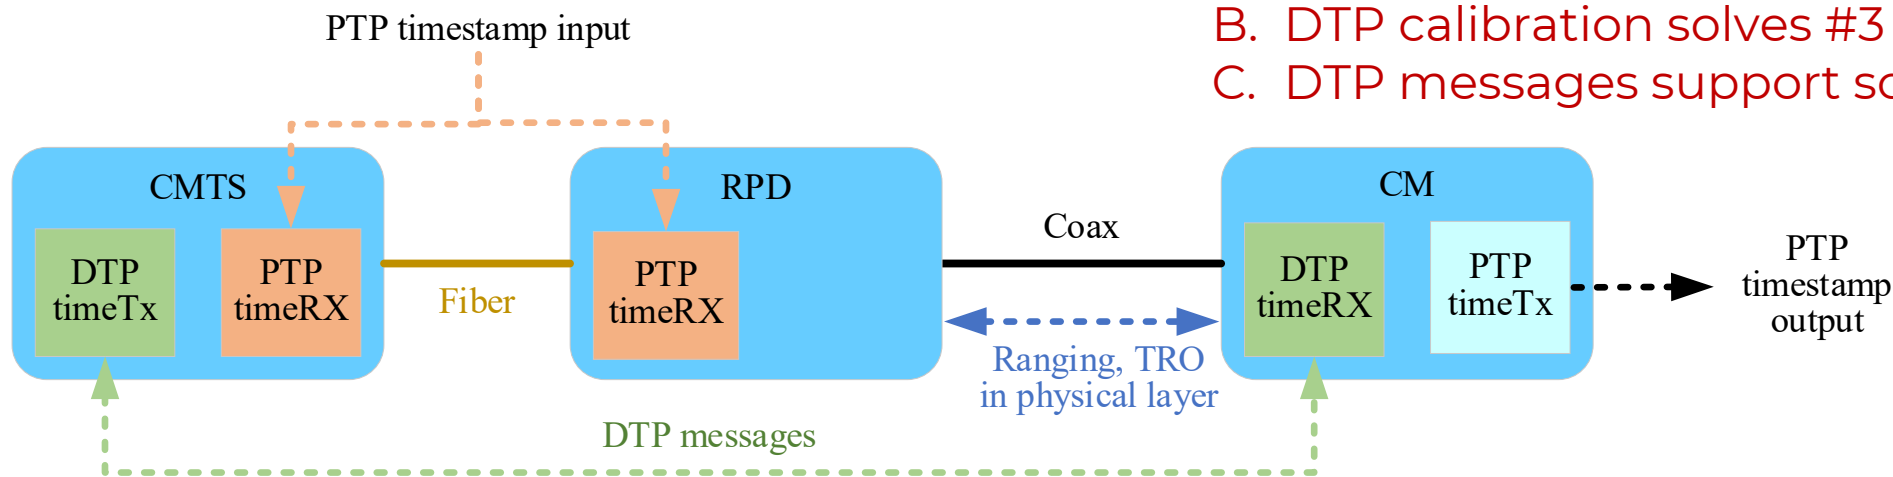 PTP timestamp input
B. DTP calibration solves #3
C. DTP messages support
CMTS
RPD
CM
DTP
timeTx
PTP
timeRX
Fiber
PTP
timeRX
Coax
Ranging, TRO
in physical layer
DTP
timeRX
PTP
timeTx
PTP
timestamp
output
DTP messages